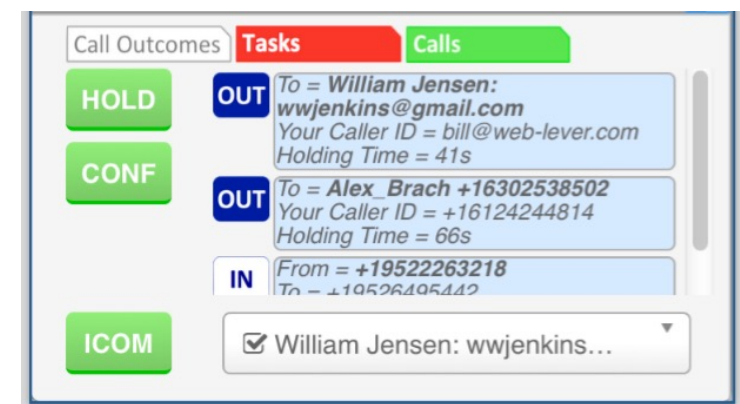 Call Outcomes Tasks Calls
HOLD
CONF
OUT
To = William Jensen:
wwjenkins@gmail.com
Your Caller ID = bill@web-lever.com
Holding Time = 41s
OUT
To = Alex_Brach +16302538502
Your Caller ID = +16124244814
Holding Time = 66s
IN
From = +19522263218
To = +19526495442
ICOM
William Jensen: wwjenkins...